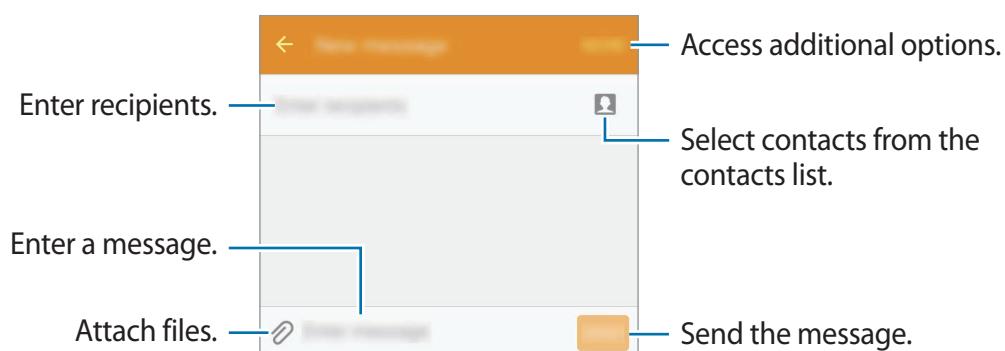 Access additional options.
Enter recipients.
Select contacts from the
contacts list.
Enter a message.
Attach files.
Send the message.